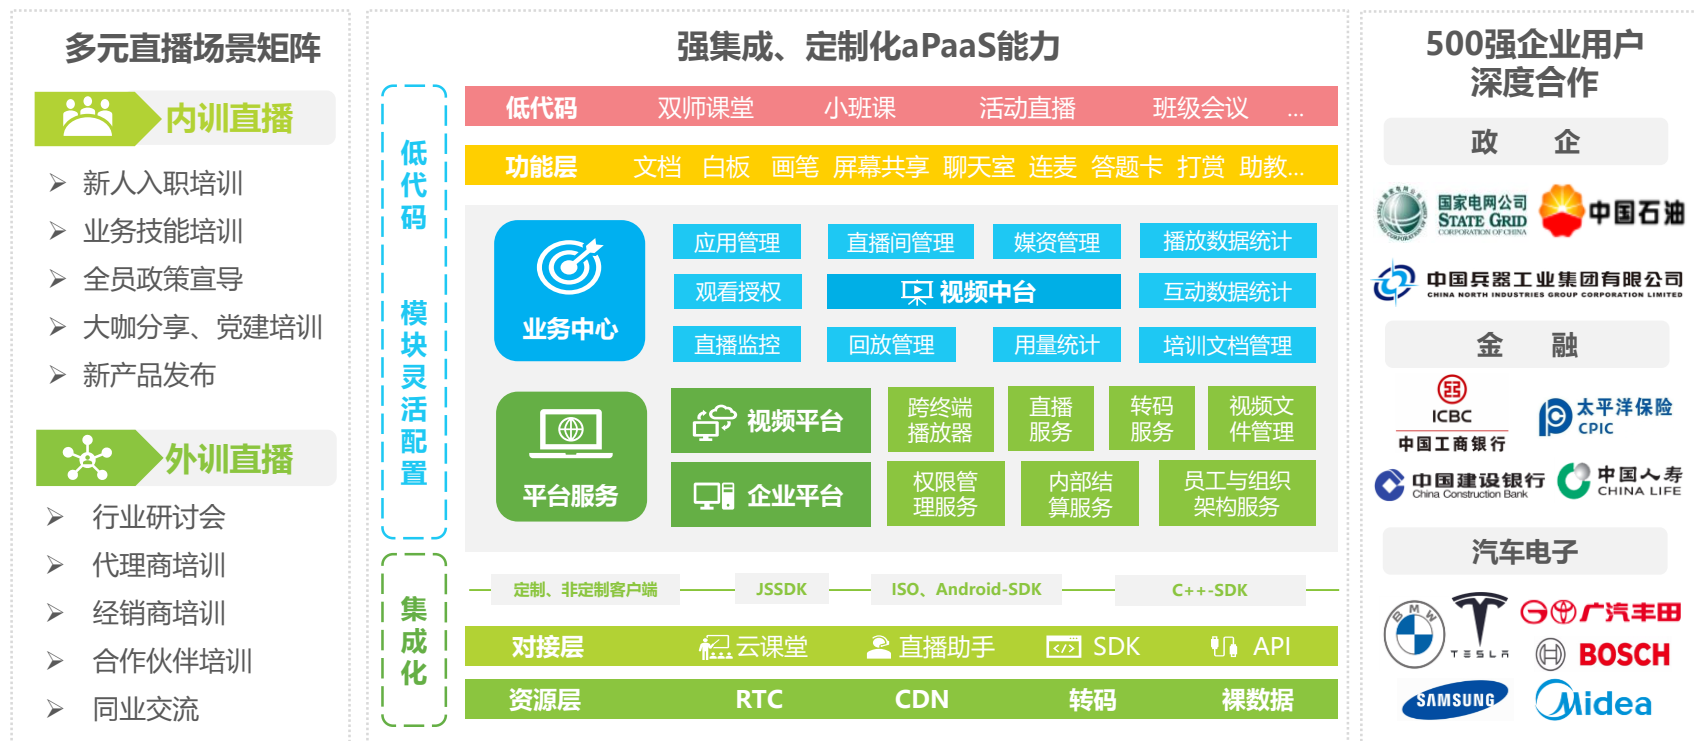 多元直播场景矩阵
内训直播
新人入职培训
业务技能培训
全员政策宣导
大咖分享、党建培训
新产品发布
外训直播
行业研讨会
代理商培训
经销商培训
合作伙伴培训
同业交流
强集成、定制化aPaaS能力
低代码 模块灵活配置
集成化
低代码 双师课堂 小班课 活动直播 班级会议 ...
功能层 文档 白板 画笔 屏幕共享 聊天室 连麦 答题卡 打赏 助教...
业务中心
应用管理 直播间管理 媒资管理 播放数据统计
观看授权 视频中台 互动数据统计
直播监控 回放管理 用量统计 培训文档管理
平台服务
视频平台
跨终端
播放器
直播
服务
转码
服务
视频文
件管理
企业平台
权限管
理服务
内部结
算服务
员工与组织
架构服务
定制、非定制客户端 JSSDK ISO、Android-SDK C++-SDK
对接层 云课堂 直播助手 SDK API
资源层 RTC CDN 转码 裸数据
500强企业用户
深度合作
政 企
国家电网公司
STATE GRID
CORPORATION OF CHINA
中国石油
中国兵器工业集团有限公司
CHINA NORTH INDUSTRIES GROUP CORPORATION LIMITED
金 融
ICBC
中国工商银行
太平洋保险
CPIC
中国建设银行
China Construction Bank
中国人寿
CHINA LIFE
汽车电子
BMW
TESLA
广汽丰田
BOSCH
SAMSUNG
Midea